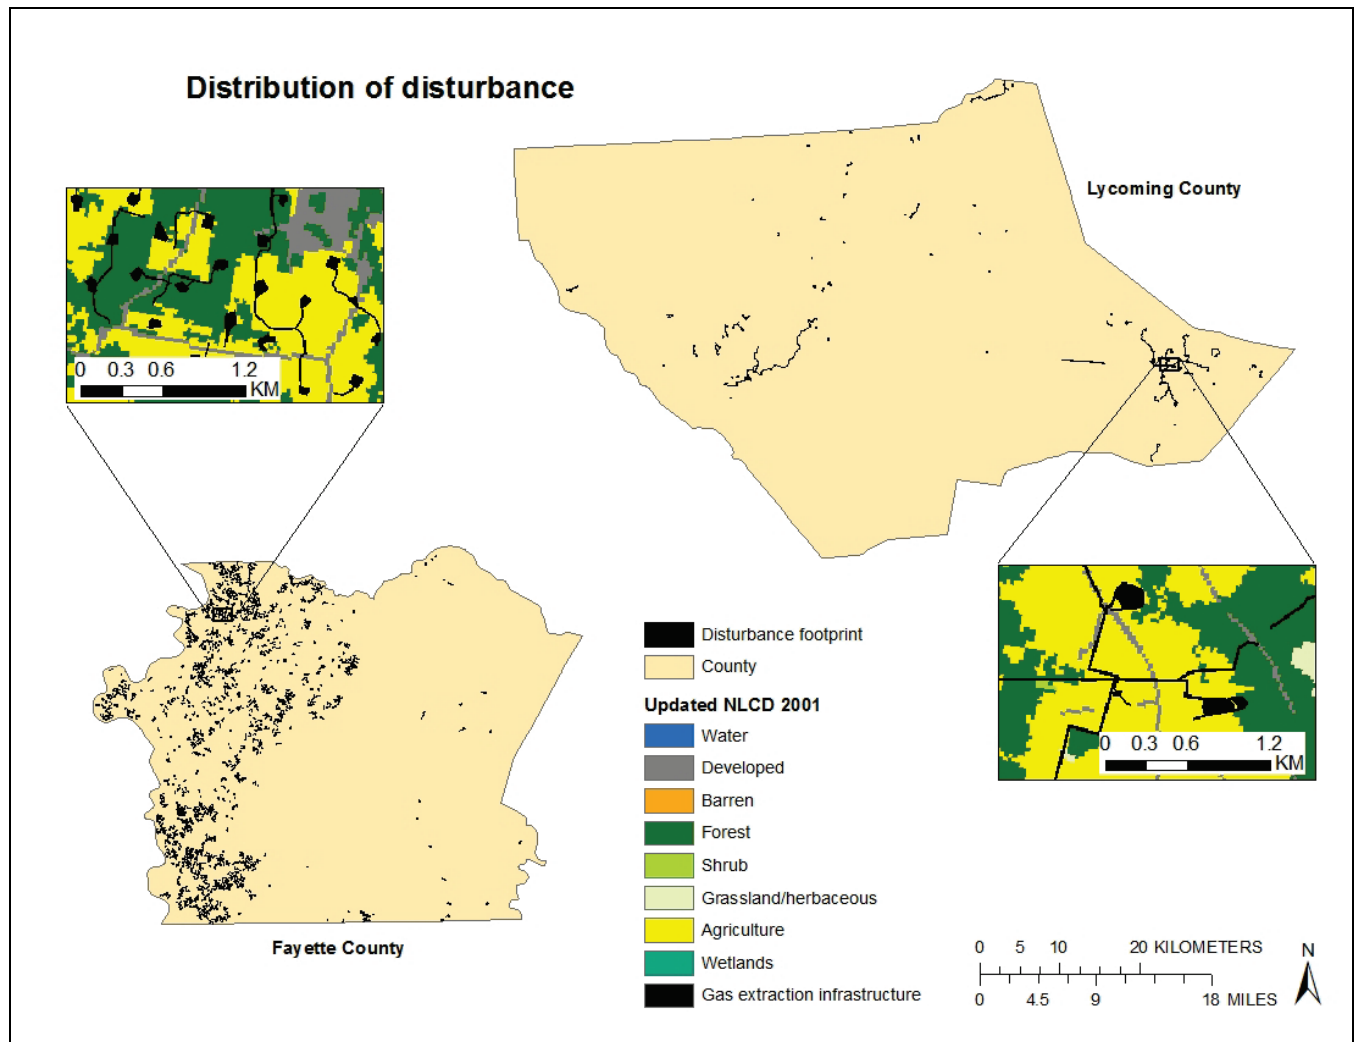 Distribution of disturbance
Lycoming County
0 0.3 0.6 1.2
KM
Fayette County
0 0.3 0.6 1.2
KM
Disturbance footprint
County
Updated NLCD 2001
Water
Developed
Barren
Forest
Shrub
Grassland/herbaceous
Agriculture
Wetlands
Gas extraction infrastructure
0 5 10 20 KILOMETERS
0 4.5 9 18 MILES
N